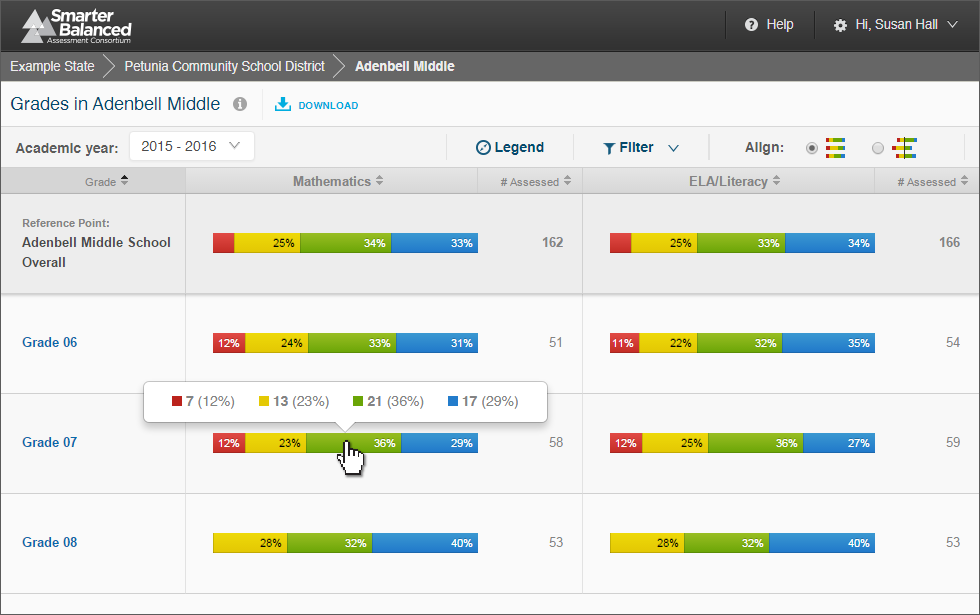 Smarter
Balanced
Assessment Consortium
Help
Hi, Susan Hall
Example State
Petunia Community School District
Adenbell Middle
Grades in Adenbell Middle
DOWNLOAD
Academic year:
2015 - 2016
Legend
Filter
Align:
Grade
Mathematics
# Assessed
ELA/Literacy
# Assessed
Reference Point:
Adenbell Middle School
Overall
25% 34% 33% 162
25% 33% 34% 166
Grade 06
12% 24% 33% 31% 51
11% 22% 32% 35% 54
7 (12%) 13 (23%) 21 (36%) 17 (29%)
Grade 07
12% 23% 36% 29% 58
12% 25% 36% 27% 59
Grade 08
28% 32% 40% 53
28% 32% 40% 53